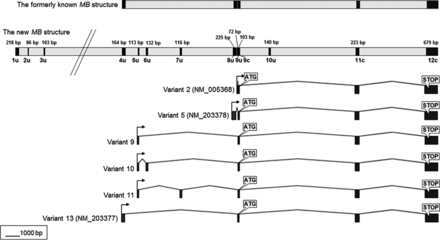 The formerly known MB structure
The new MB structure
218 bp 86 bp 103 bp 164 bp 113 bp 132 bp 116 bp 225 bp 72 bp 103 bp 140 bp 223 bp 679 bp
1u 2u 3u 4u 5u 6u 7u 8u 9u 9c 10u 11c 12c
ATG STOP
Variant 2 (NM_005368)
ATG STOP
Variant 5 (NM_203378)
ATG STOP
Variant 9
ATG STOP
Variant 10
ATG STOP
Variant 11
ATG STOP
Variant 13 (NM_203377)
1000 bp